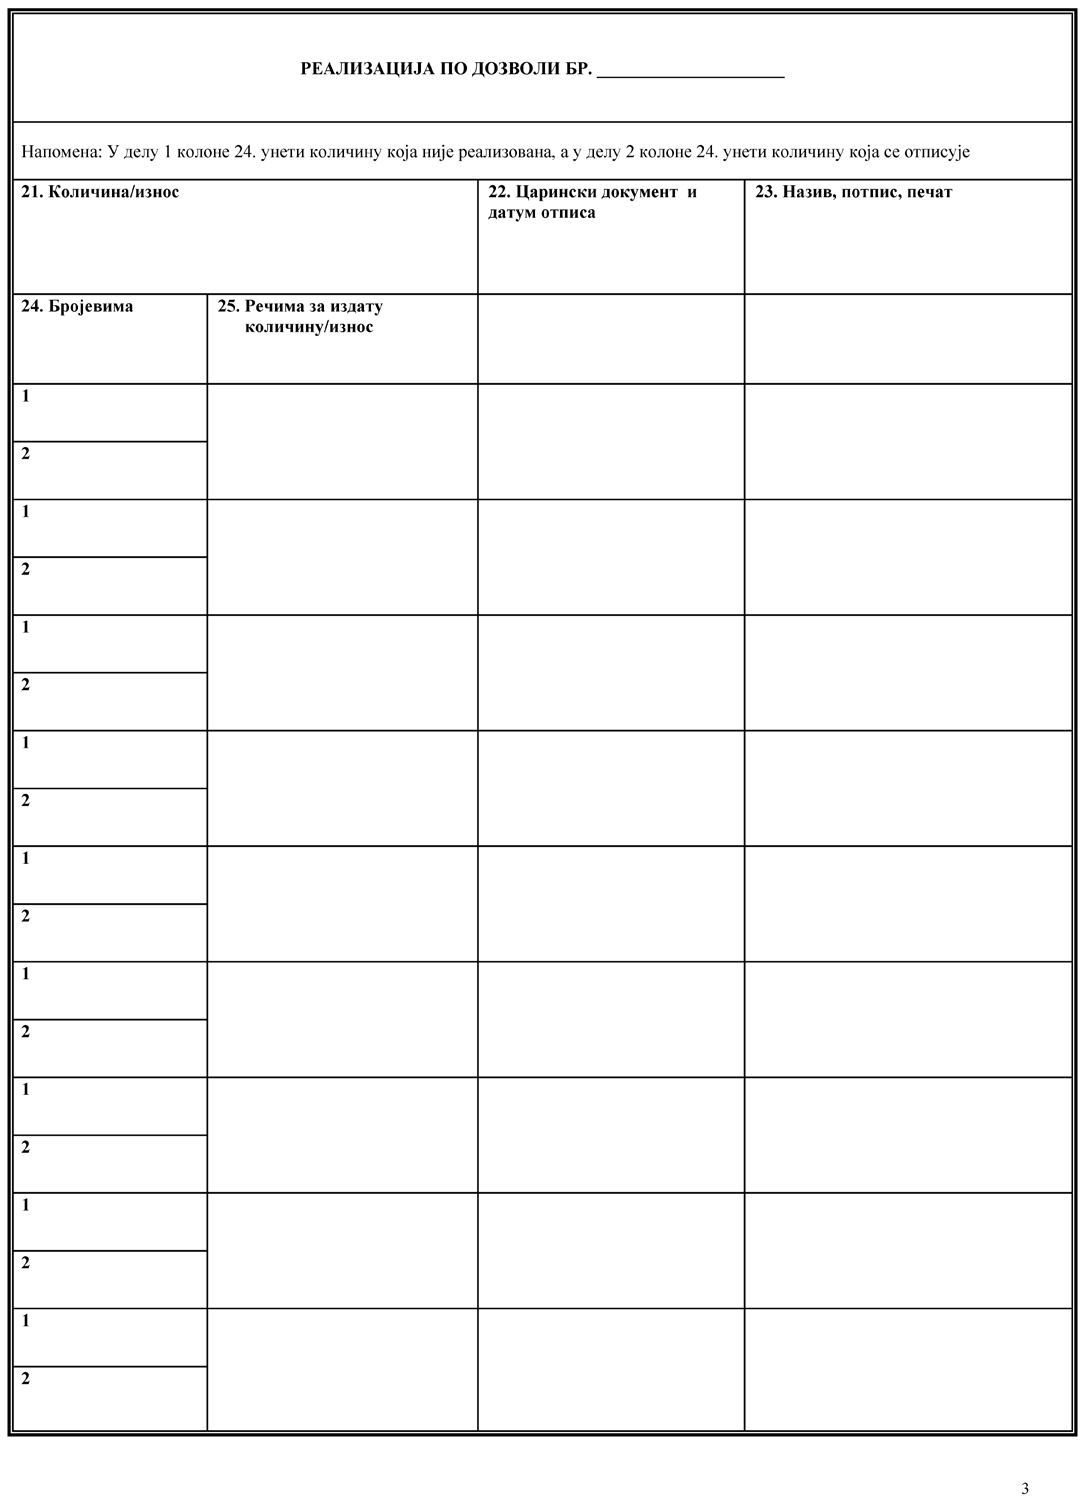 РЕАЛИЗАЦИЈА ПО ДОЗВОЛИ БР. ____________________
Напомена: У делу 1 колоне 24. унети количину која није реализована, а у делу 2 колоне 24. унети количину која се отписује
21. Количина/износ
22. Царински документ и
датум отписа
23. Назив, потпис, печат
24. Бројевима
25. Речима за издату
количину/износ
1
2
1
2
1
2
1
2
1
2
1
2
1
2
1
2
1
2
3